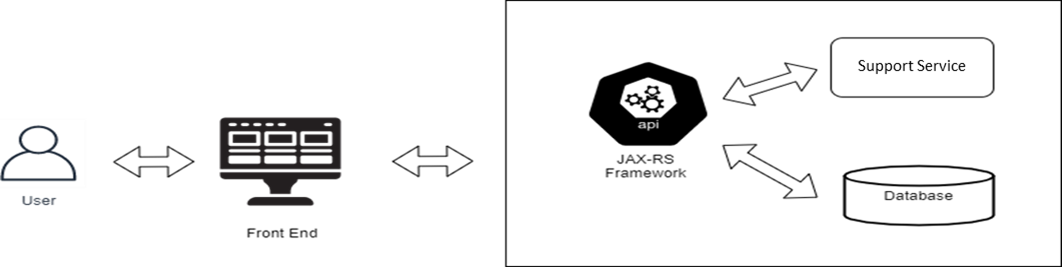 User
Front End
api
JAX-RS
Framework
Support Service
Database